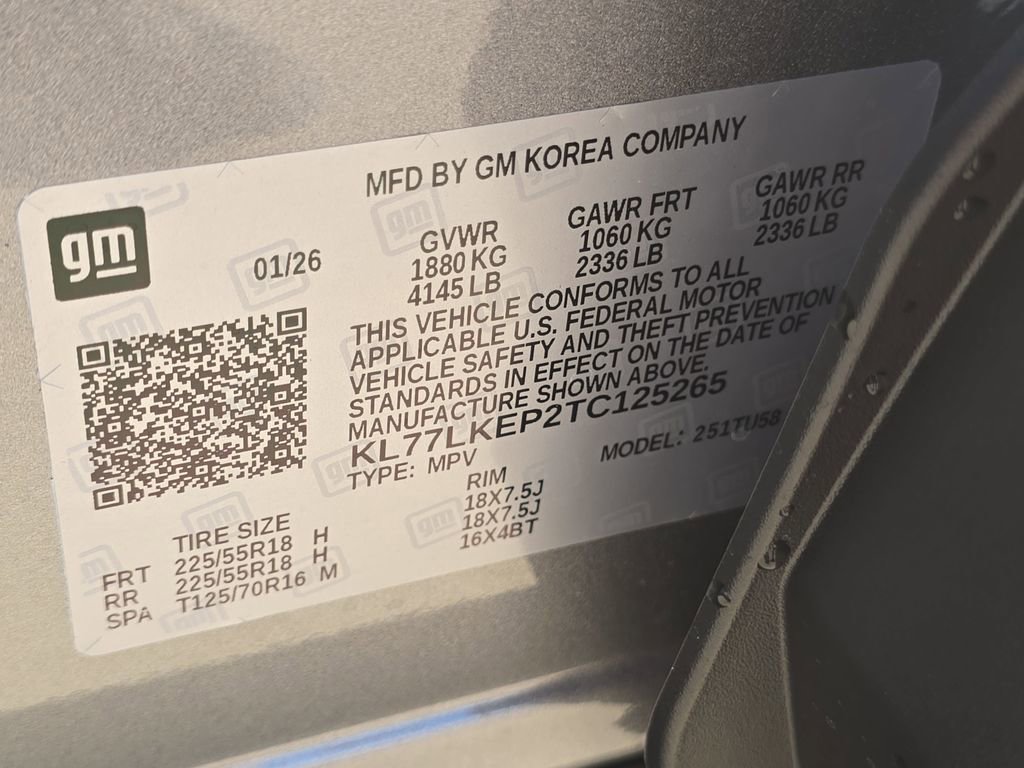 MFD BY GM KOREA COMPANY
gm
01/26
GVWR
1880 KG
4145 LB
GAWR FRT
1060 KG
2336 LB
GAWR RR
1060 KG
2336 LB
THIS VEHICLE CONFORMS TO ALL
APPLICABLE U.S. FEDERAL MOTOR
VEHICLE SAFETY AND THEFT PREVENTION
STANDARDS IN EFFECT ON THE DATE OF
MANUFACTURE SHOWN ABOVE.
KL77LKEP2TC125265
TYPE: MPV
MODEL: 251TU58
TIRE SIZE RIM
FRT 225/55R18 H 18X7.5J
RR 225/55R18 H 18X7.5J
SPA T125/70R16 M 16X4BT